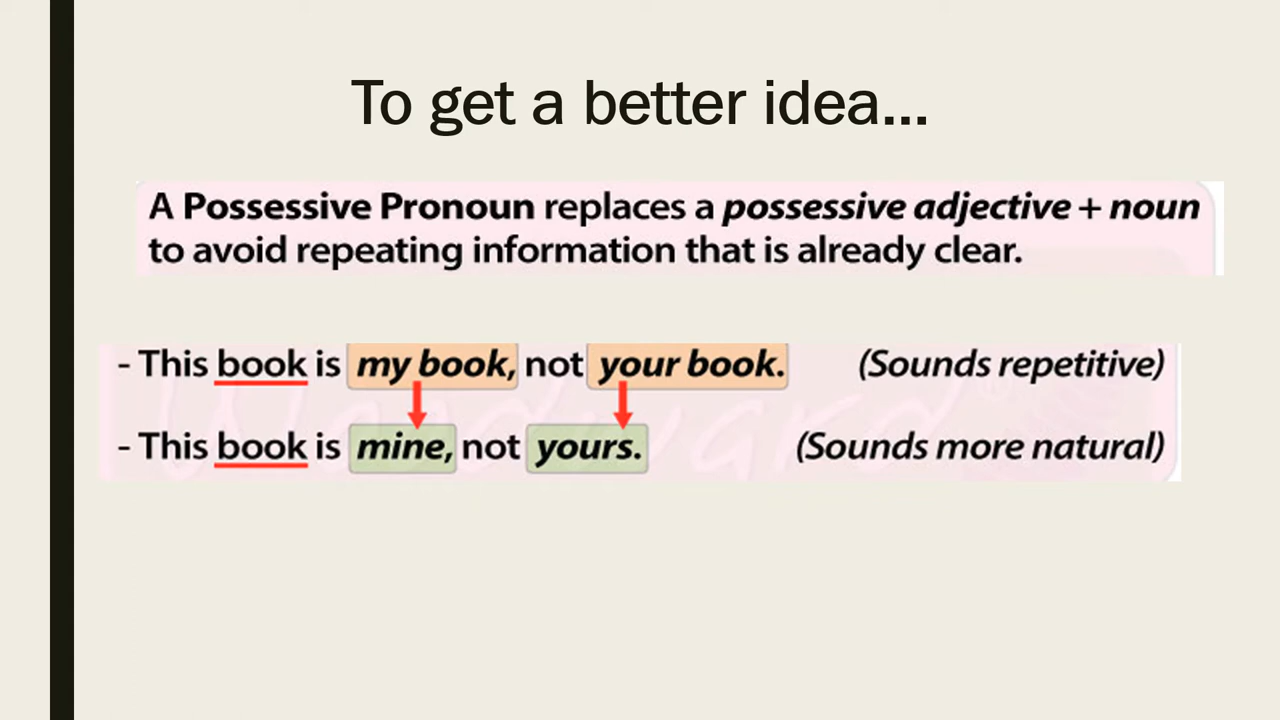 To get a better idea...
A Possessive Pronoun replaces a possessive adjective + noun
to avoid repeating information that is already clear.
- This book is my book, not your book. (Sounds repetitive)
- This book is mine, not yours. (Sounds more natural)
Woodward